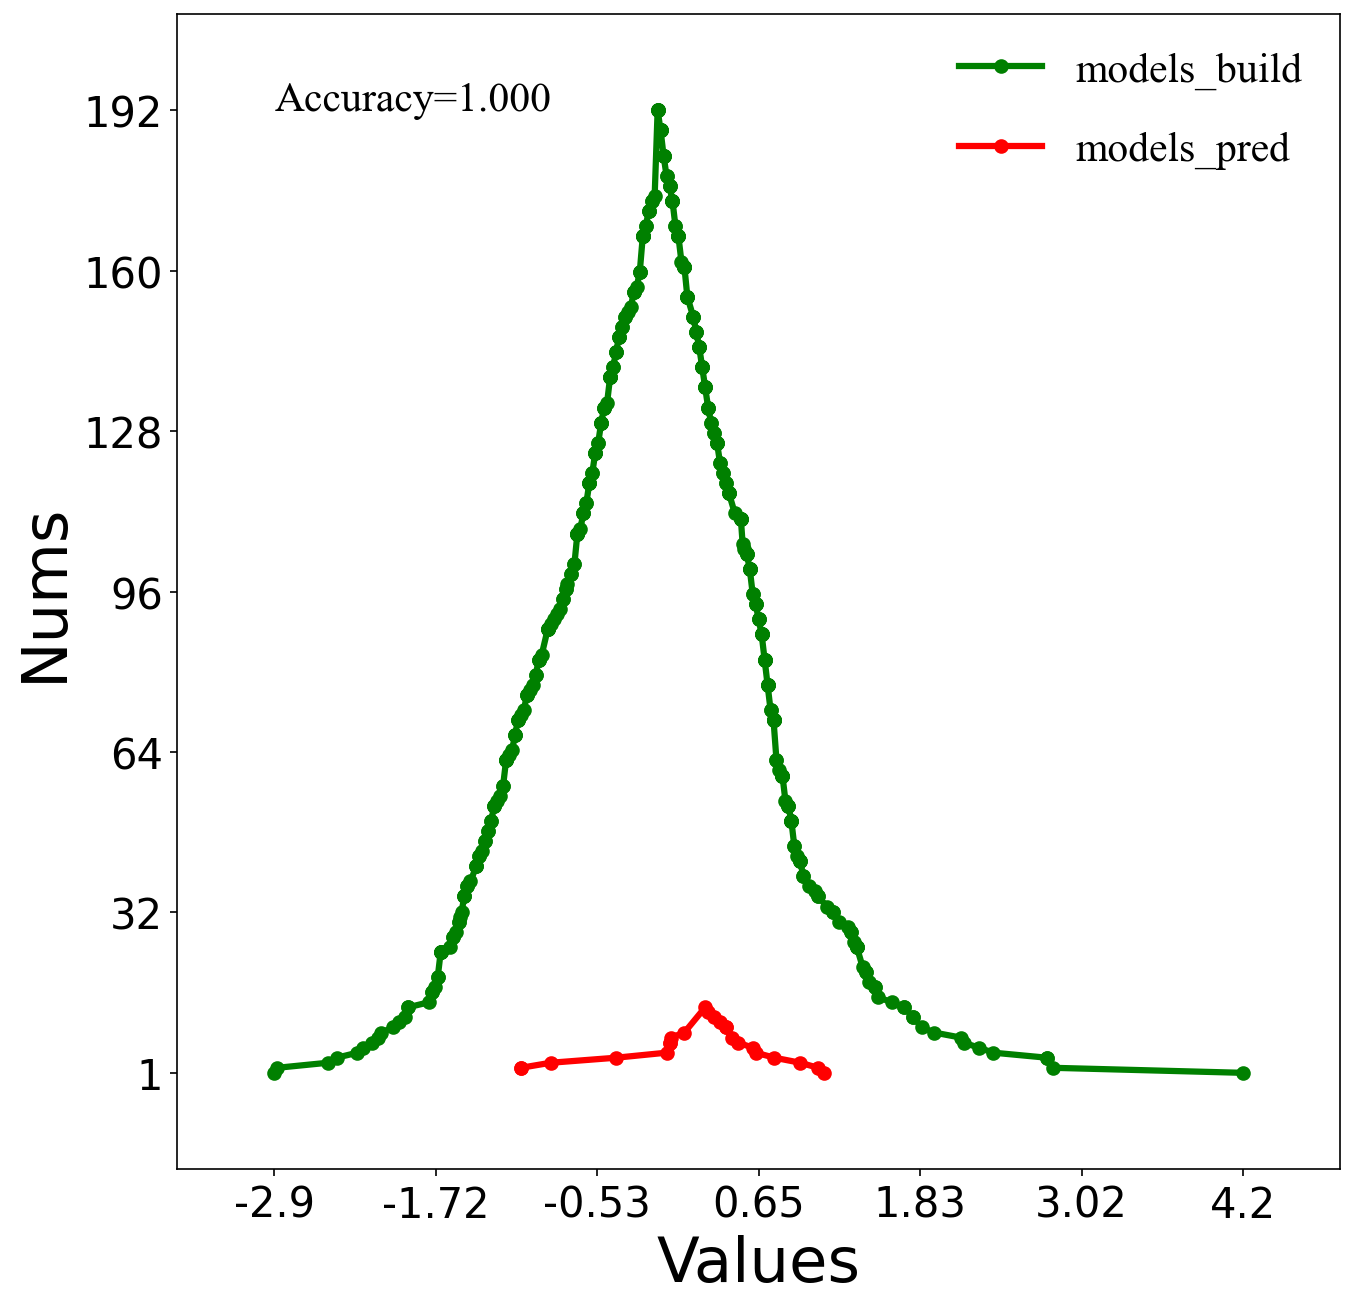 models_build
Accuracy=1.000
models_pred
192
160
128
96
64
32
1
Nums
-2.9 -1.72 -0.53 0.65 1.83 3.02 4.2
Values